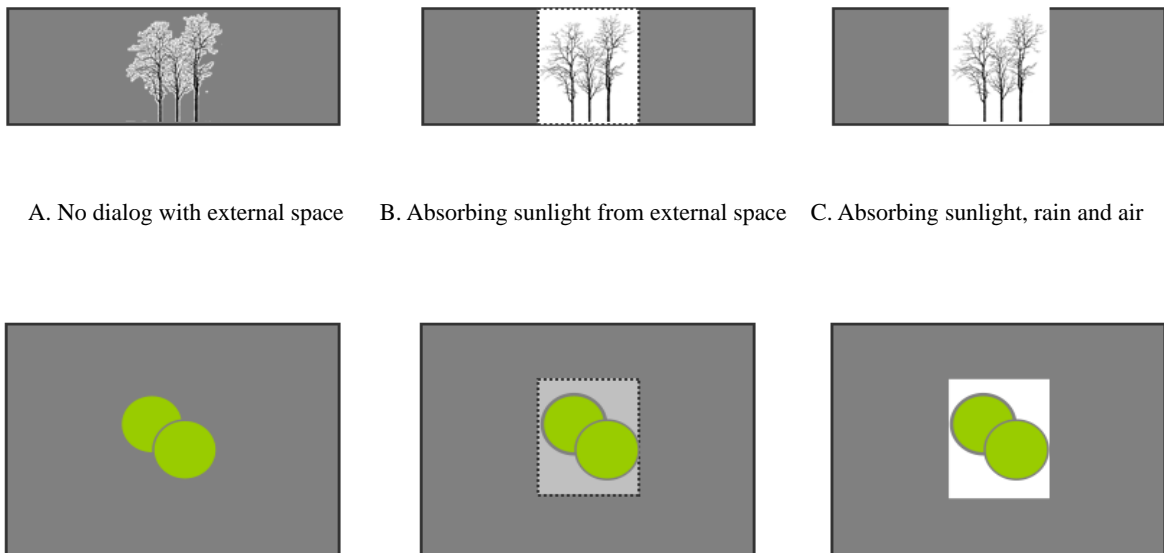 A. No dialog with external space B. Absorbing sunlight from external space C. Absorbing sunlight, rain and air